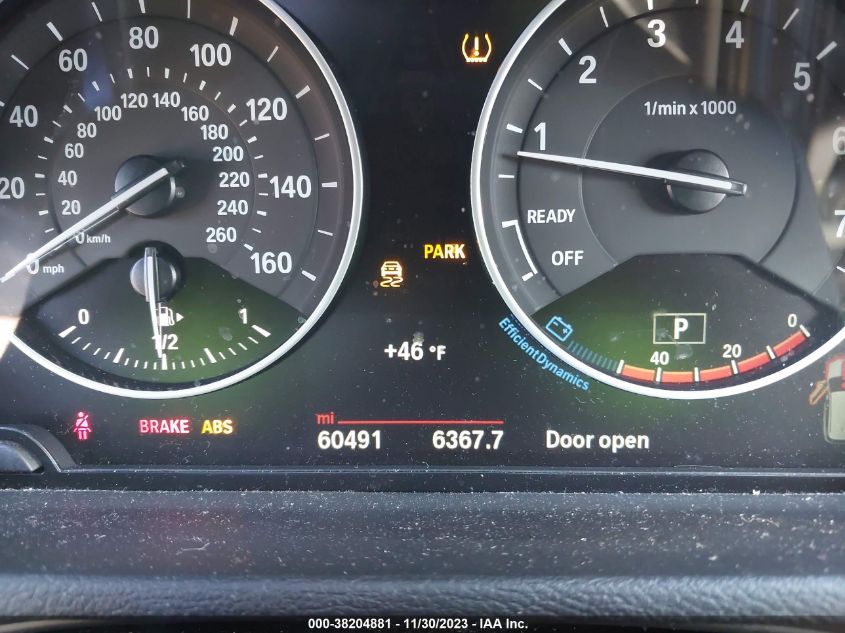 20 40 60 80 100 120 140 160
20 40 60 80 100 120 140 160 180 200 220 240 260
0 km/h
0 mph
0 1/2 1
1 2 3 4 5 6 7
1/min x 1000
READY
OFF
PARK
+46 °F
EfficientDynamics
40 20 0
P
BRAKE ABS
mi
60491 6367.7 Door open
000-38204881 - 11/30/2023 - IAA Inc.